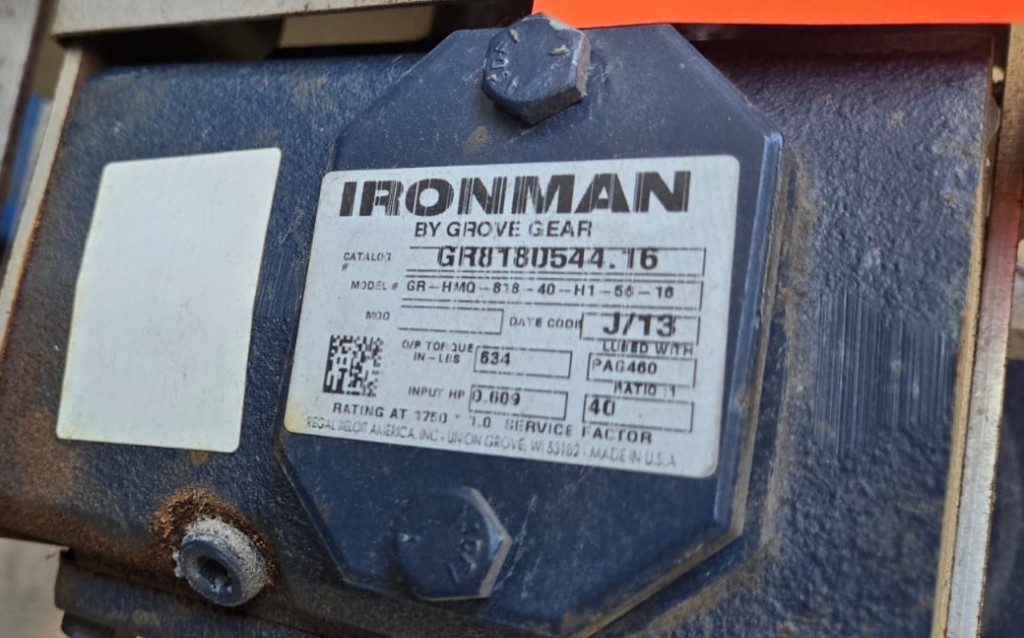 IRONMAN
BY GROVE GEAR
CATALOG # GR8180544.16
MODEL # GR-HMQ-818-40-H1-56-16
MOD DATE CODE J/13
O/P TORQUE IN-LBS 634 LUBED WITH PAG460
INPUT HP 0.609 RATIO :1 40
RATING AT 1750 * 1.0 SERVICE FACTOR
REGAL BELOIT AMERICA, INC - UNION GROVE, WI 53182 - MADE IN U.S.A